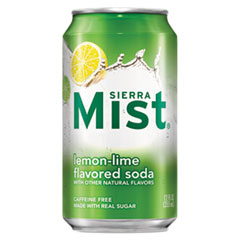 SIERRA
Mist®
lemon-lime
flavored soda
WITH OTHER NATURAL FLAVORS
CAFFEINE FREE
MADE WITH REAL SUGAR